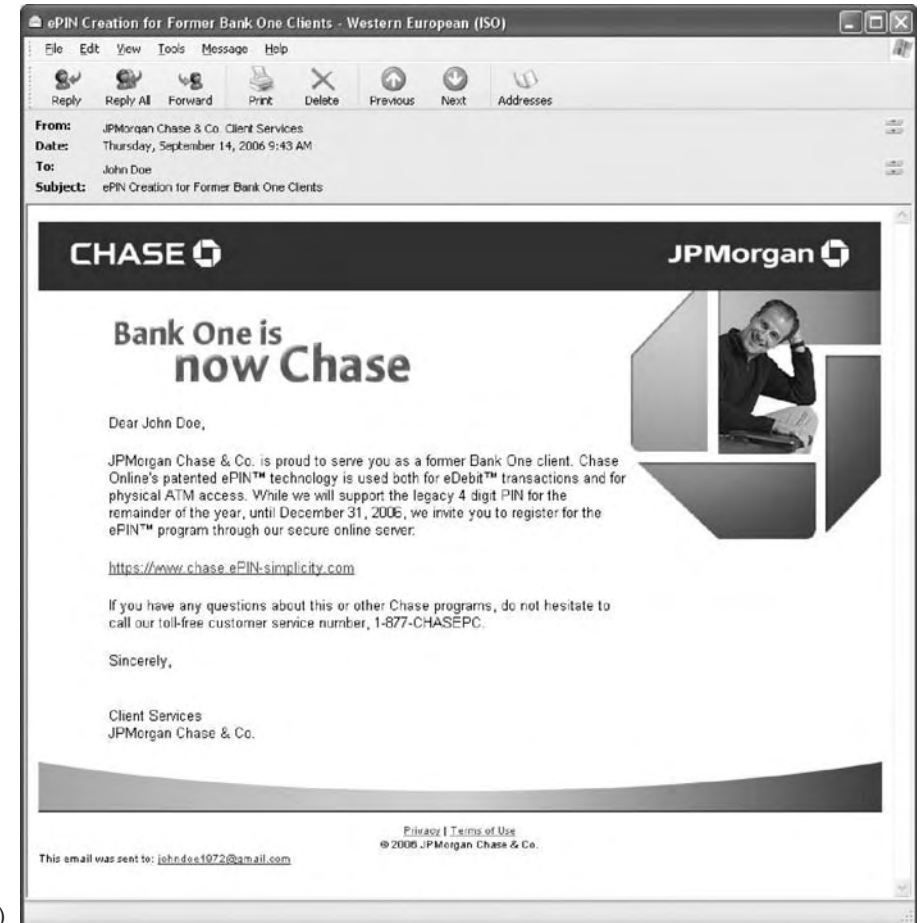 ePIN Creation for Former Bank One Clients - Western European (ISO)
File Edit View Tools Message Help
Reply Reply All Forward Print Delete Previous Next Addresses
From: JPMorgan Chase & Co. Client Services
Date: Thursday, September 14, 2006 9:43 AM
To: John Doe
Subject: ePIN Creation for Former Bank One Clients
CHASE JPMorgan
Bank One is
now Chase
Dear John Doe,
JPMorgan Chase & Co. is proud to serve you as a former Bank One client. Chase
Online's patented ePIN™ technology is used both for eDebit™ transactions and for
physical ATM access. While we will support the legacy 4 digit PIN for the
remainder of the year, until December 31, 2006, we invite you to register for the
ePIN™ program through our secure online server:
https://www.chase.ePIN-simplicity.com
If you have any questions about this or other Chase programs, do not hesitate to
call our toll-free customer service number, 1-877-CHASEPC.
Sincerely,
Client Services
JPMorgan Chase & Co.
Privacy | Terms of Use
© 2006 JPMorgan Chase & Co.
This email was sent to: johndoe1972@gmail.com
)